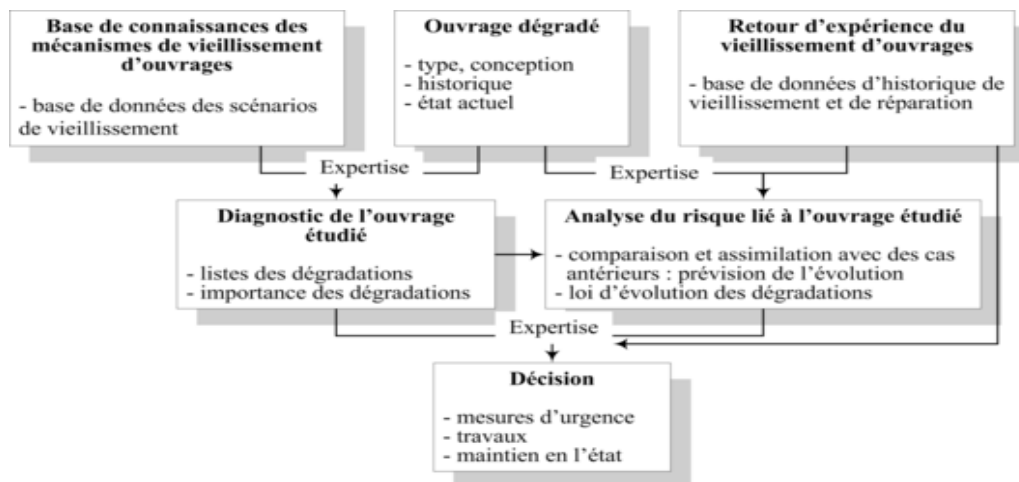 Base de connaissances des
mécanismes de vieillissement
d’ouvrages
- base de données des scénarios
de vieillissement
Ouvrage dégradé
- type, conception
- historique
- état actuel
Retour d’expérience du
vieillissement d’ouvrages
- base de données d’historique de
vieillissement et de réparation
Expertise
Expertise
Diagnostic de l’ouvrage
étudié
- listes des dégradations
- importance des dégradations
Analyse du risque lié à l’ouvrage étudié
- comparaison et assimilation avec des cas
antérieurs : prévision de l’évolution
- loi d’évolution des dégradations
Expertise
Décision
- mesures d’urgence
- travaux
- maintien en l’état